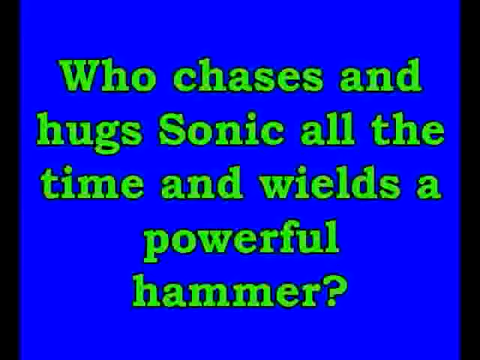 Who chases and
hugs Sonic all the
time and wields a
powerful
hammer?